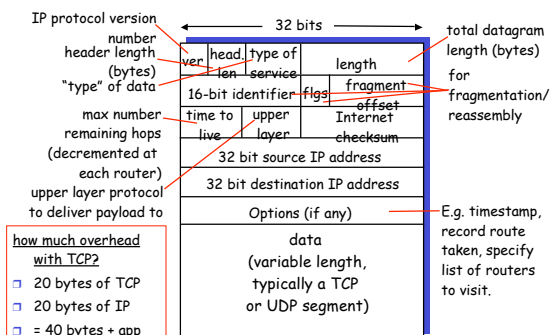 IP protocol version
number
header length
(bytes)
"type" of data
max number
remaining hops
(decremented at
each router)
upper layer protocol
to deliver payload to
how much overhead
with TCP?
20 bytes of TCP
20 bytes of IP
= 40 bytes + app
32 bits
ver
head.
len
type of
service
length
16-bit identifier
flgs
fragment
offset
time to
live
upper
layer
Internet
checksum
32 bit source IP address
32 bit destination IP address
Options (if any)
data
(variable length,
typically a TCP
or UDP segment)
total datagram
length (bytes)
for
fragmentation/
reassembly
E.g. timestamp,
record route
taken, specify
list of routers
to visit.